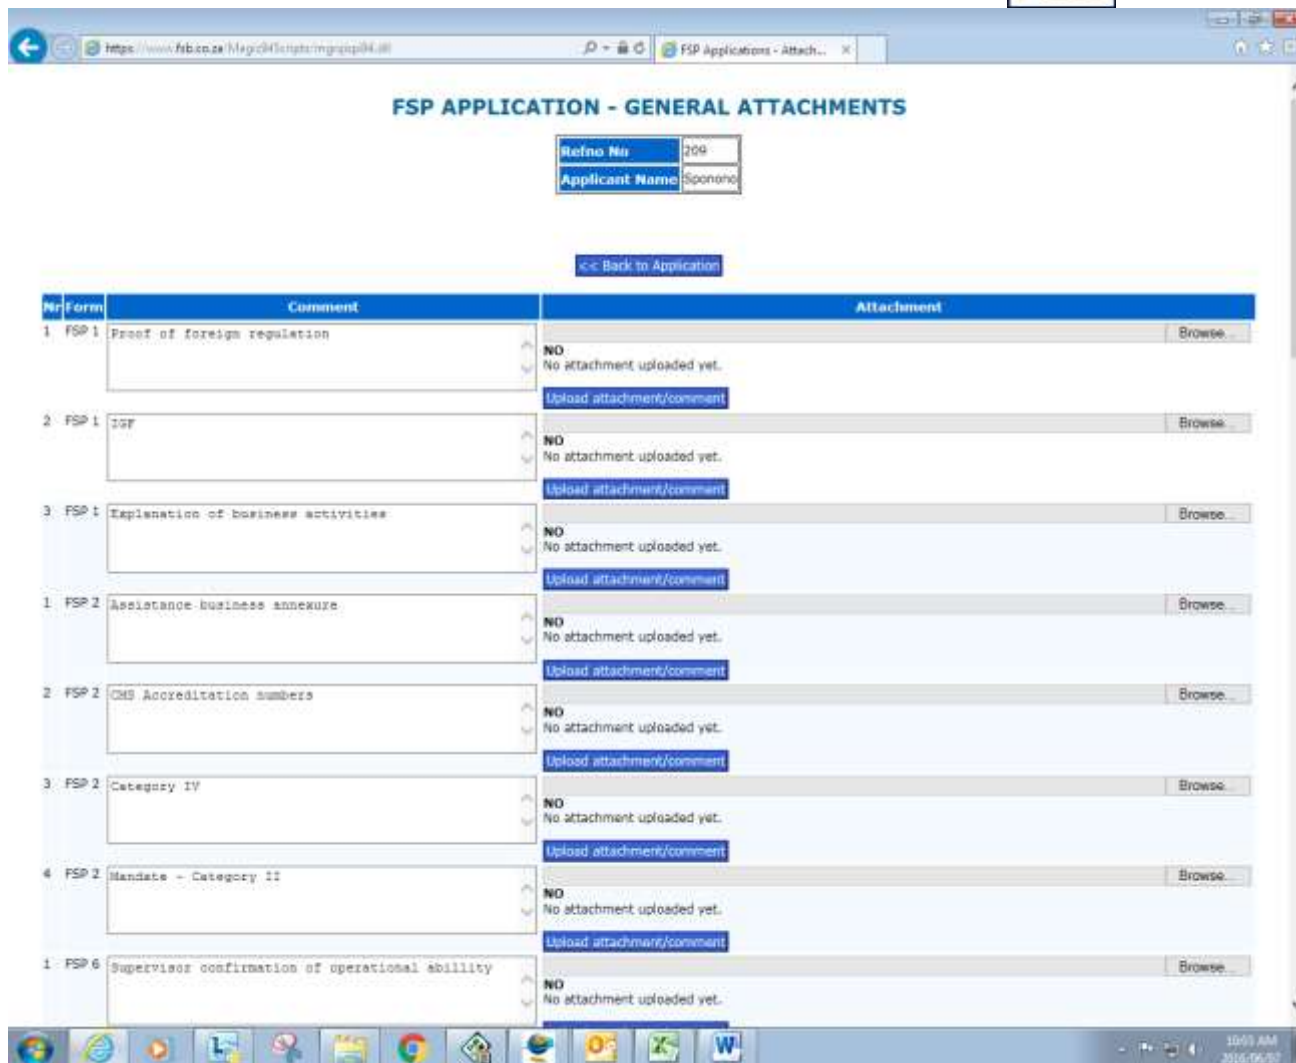 FSP Applications - Attach...
FSP APPLICATION - GENERAL ATTACHMENTS
Refno No 209
Applicant Name Sponono
<< Back to Application
Nr Form Comment Attachment
1 FSP 1 Proof of foreign regulation Browse...
NO
No attachment uploaded yet.
Upload attachment/comment
2 FSP 1 IGF Browse...
NO
No attachment uploaded yet.
Upload attachment/comment
3 FSP 1 Explanation of business activities Browse...
NO
No attachment uploaded yet.
Upload attachment/comment
1 FSP 2 Assistance business annexure Browse...
NO
No attachment uploaded yet.
Upload attachment/comment
2 FSP 2 CMS Accreditation numbers Browse...
NO
No attachment uploaded yet.
Upload attachment/comment
3 FSP 2 Category IV Browse...
NO
No attachment uploaded yet.
Upload attachment/comment
4 FSP 2 Mandate - Category II Browse...
NO
No attachment uploaded yet.
Upload attachment/comment
1 FSP 6 Supervisor confirmation of operational abillity Browse...
NO
No attachment uploaded yet.
10:03 AM
2016/06/07